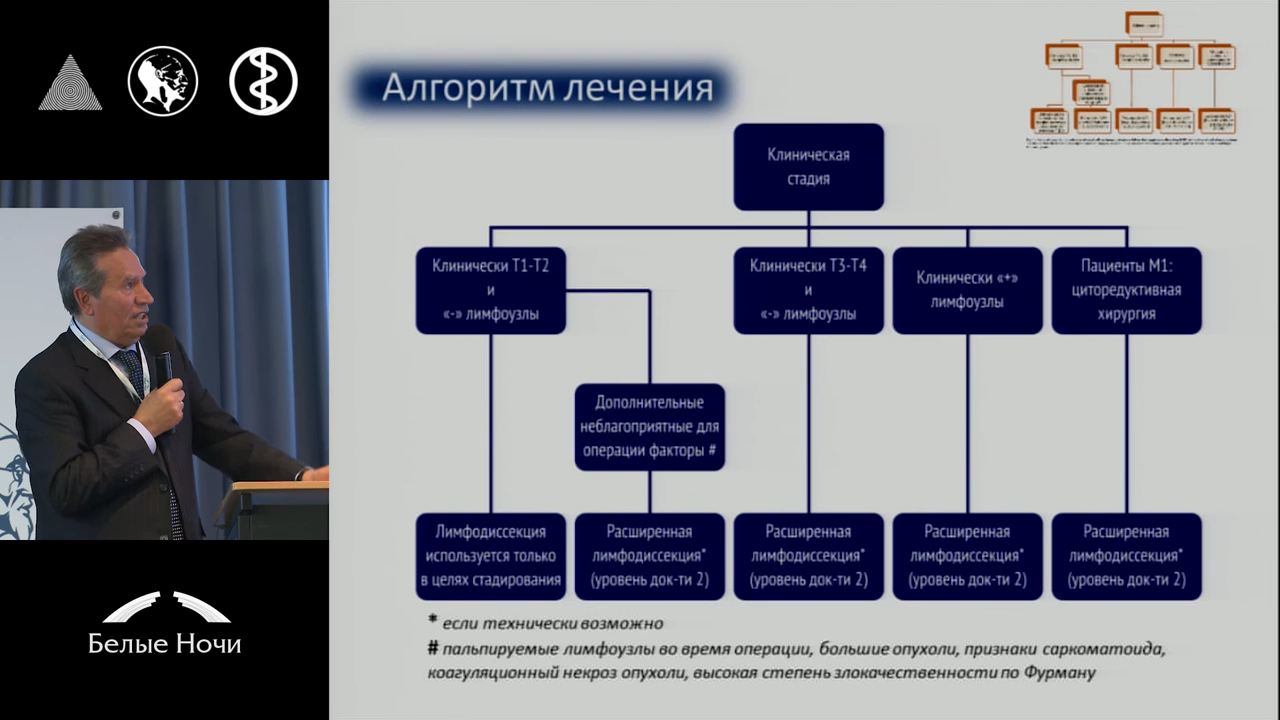 Алгоритм лечения
Клиническая
стадия
Клинически Т1-Т2
и
«-» лимфоузлы
Клинически Т3-Т4
и
«-» лимфоузлы
Клинически «+»
лимфоузлы
Пациенты М1:
циторедуктивная
хирургия
Дополнительные
неблагоприятные для
операции факторы #
Лимфодиссекция
используется только
в целях стадирования
Расширенная
лимфодиссекция*
(уровень док-ти 2)
Расширенная
лимфодиссекция*
(уровень док-ти 2)
Расширенная
лимфодиссекция*
(уровень док-ти 2)
Расширенная
лимфодиссекция*
(уровень док-ти 2)
* если технически возможно
# пальпируемые лимфоузлы во время операции, большие опухоли, признаки саркоматоида,
коагуляционный некроз опухоли, высокая степень злокачественности по Фурману
Белые Ночи